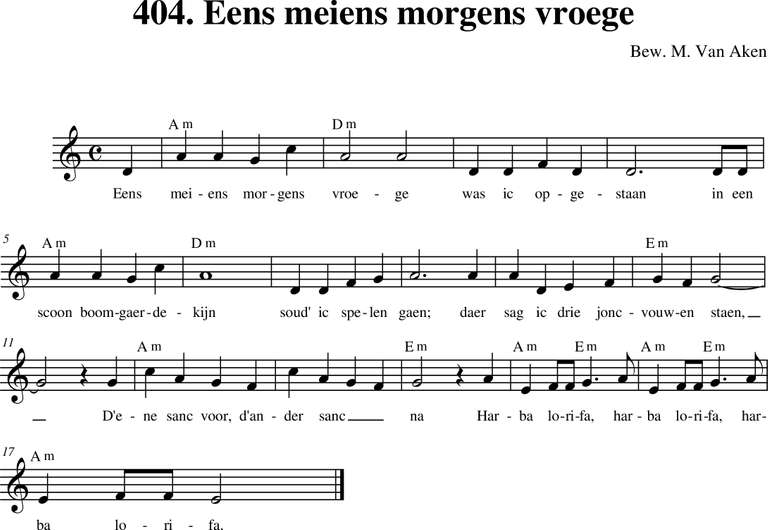 404. Eens meiens morgens vroege
Bew. M. Van Aken
Am Dm
Eens mei - ens mor - gens vroe - ge was ic op - ge - staan in een
5 Am Dm Em
scoon boom-gaer-de - kijn soud' ic spe - len gaen; daer sag ic drie jonc - vouw-en staen, _
11 Am Em Am Em Am Em
_ D'e - ne sanc voor, d'an - der sanc _ na Har - ba lo-ri-fa, har - ba lo-ri-fa, har-
17 Am
ba lo - ri - fa,